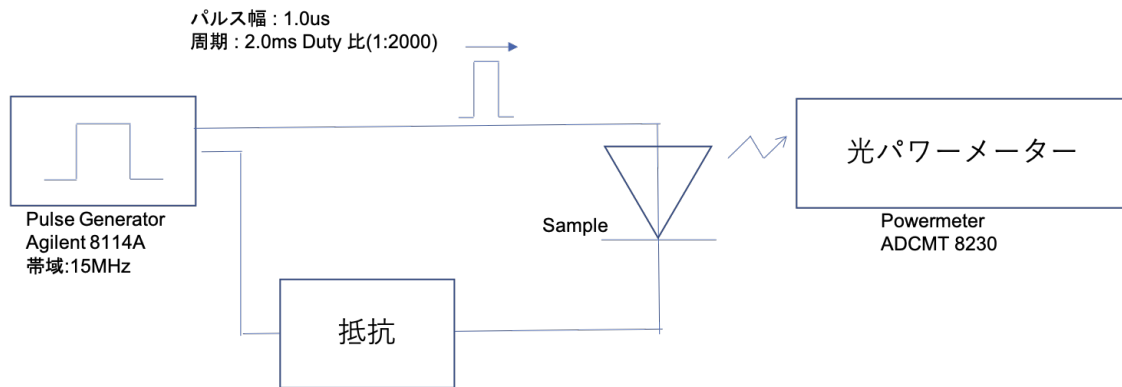 パルス幅 : 1.0us
周期 : 2.0ms Duty 比(1:2000)
Pulse Generator
Agilent 8114A
帯域:15MHz
Sample
光パワーメーター
Powermeter
ADCMT 8230
抵抗